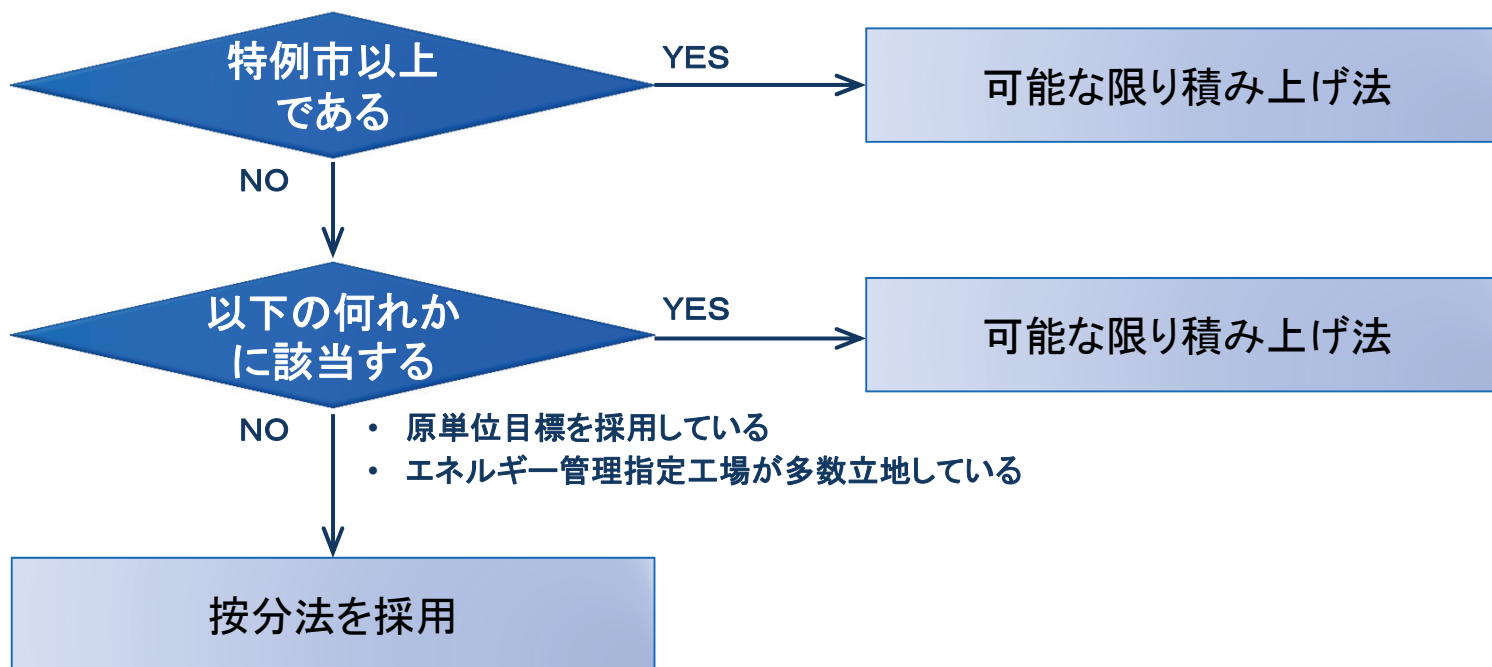 特例市以上
である
YES
可能な限り積み上げ法
NO
以下の何れか
に該当する
YES
可能な限り積み上げ法
NO
• 原単位目標を採用している
• エネルギー管理指定工場が多数立地している
按分法を採用